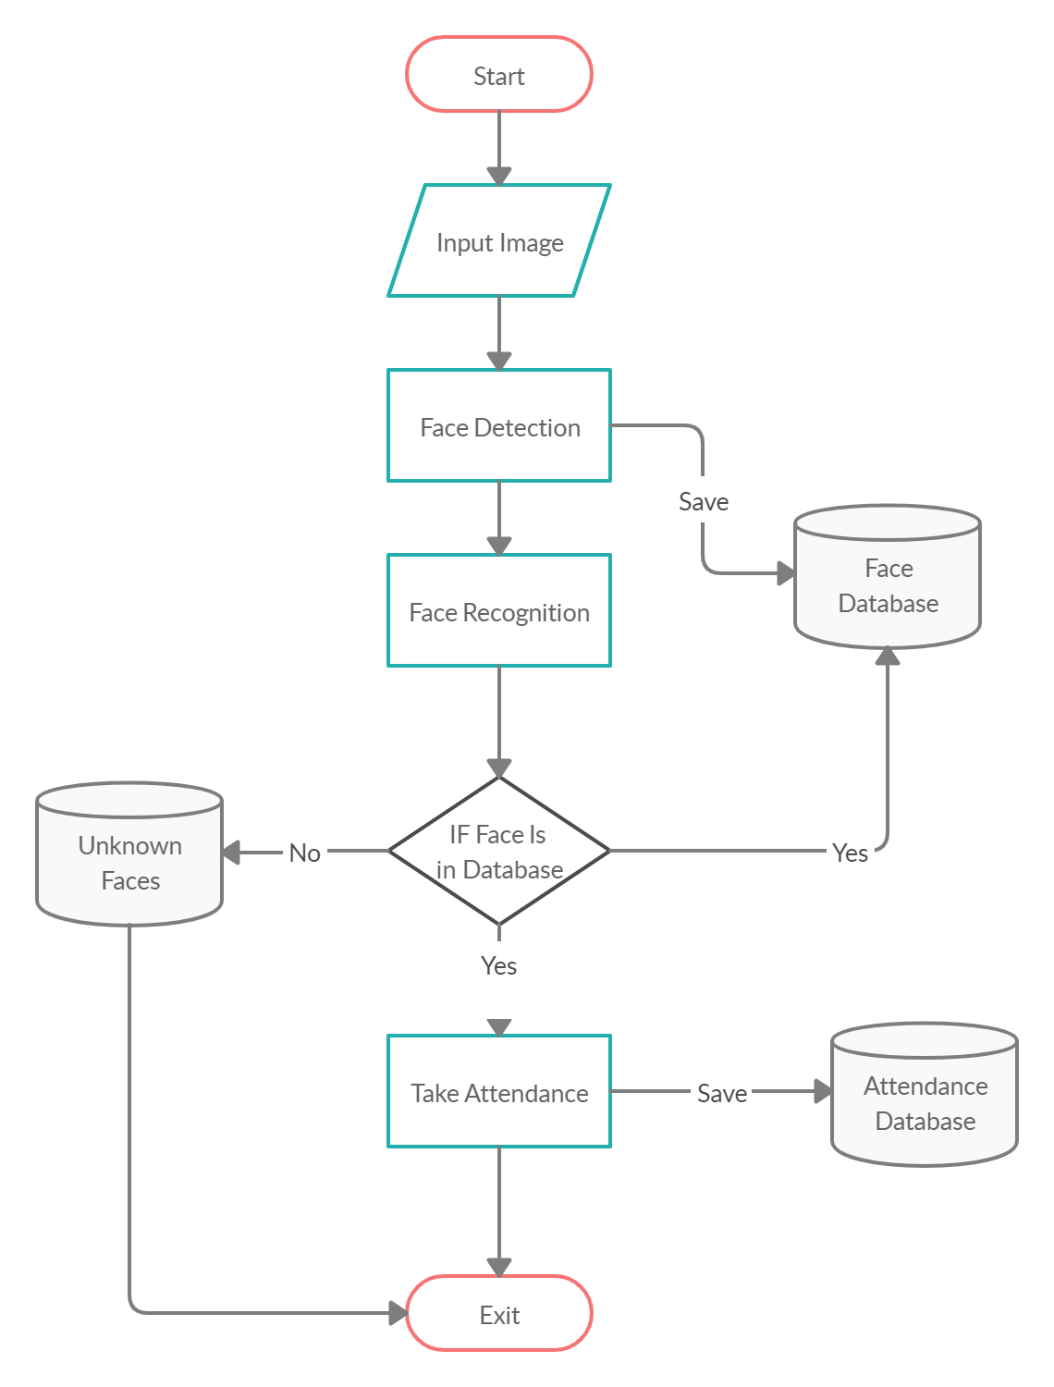 Start
Input Image
Face Detection
Save
Face
Database
Face Recognition
IF Face Is
in Database
No
Unknown
Faces
Yes
Yes
Take Attendance
Save
Attendance
Database
Exit